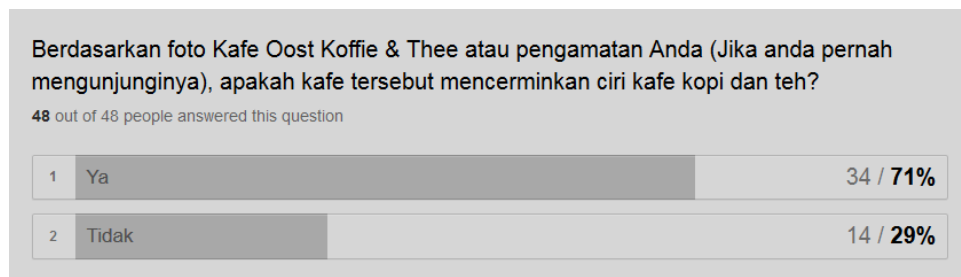 Berdasarkan foto Kafe Oost Koffie & Thee atau pengamatan Anda (Jika anda pernah
mengunjunginya), apakah kafe tersebut mencerminkan ciri kafe kopi dan teh?
48 out of 48 people answered this question
1 Ya 34 / 71%
2 Tidak 14 / 29%